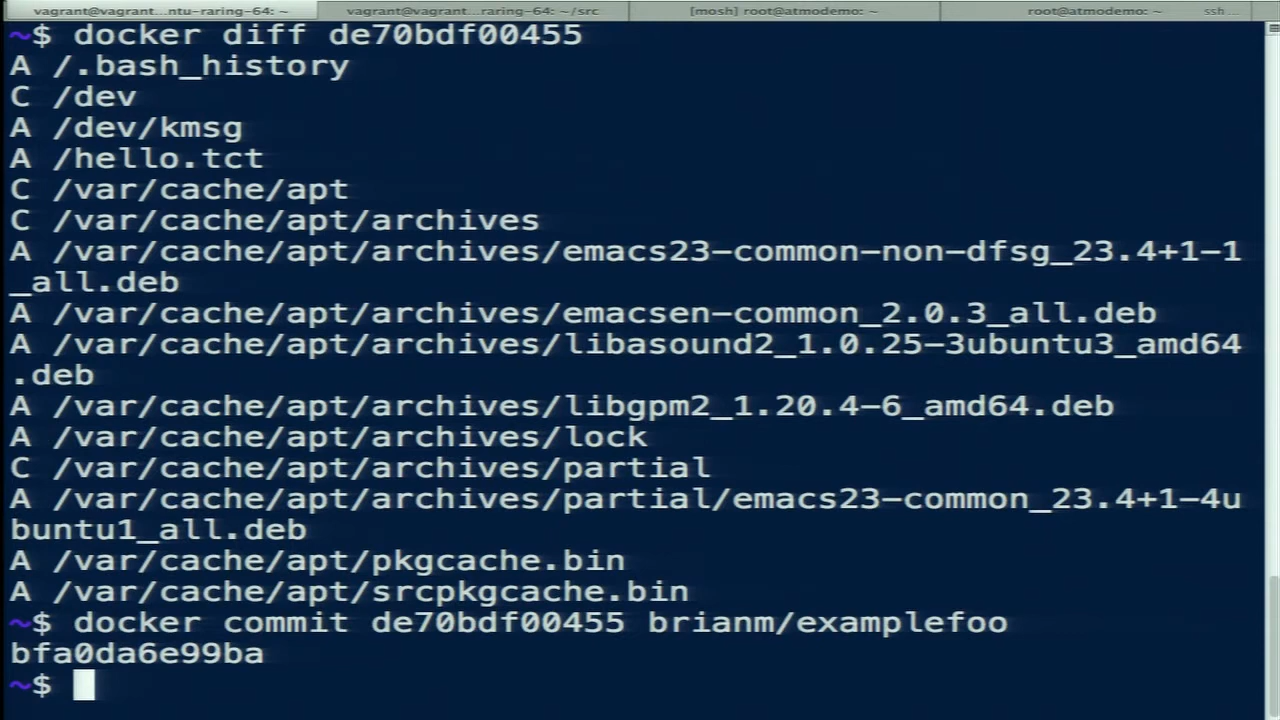 vagrant@vagrant...ntu-raring-64: ~
vagrant@vagrant...raring-64: ~/src
[mosh] root@atmodemo: ~
root@atmodemo: ~
ssh...
~$ docker diff de70bdf00455
A /.bash_history
C /dev
A /dev/kmsg
A /hello.tct
C /var/cache/apt
C /var/cache/apt/archives
A /var/cache/apt/archives/emacs23-common-non-dfsg_23.4+1-1
_all.deb
A /var/cache/apt/archives/emacsen-common_2.0.3_all.deb
A /var/cache/apt/archives/libasound2_1.0.25-3ubuntu3_amd64
.deb
A /var/cache/apt/archives/libgpm2_1.20.4-6_amd64.deb
A /var/cache/apt/archives/lock
C /var/cache/apt/archives/partial
A /var/cache/apt/archives/partial/emacs23-common_23.4+1-4u
buntu1_all.deb
A /var/cache/apt/pkgcache.bin
A /var/cache/apt/srcpkgcache.bin
~$ docker commit de70bdf00455 brianm/examplefoo
bfa0da6e99ba
~$